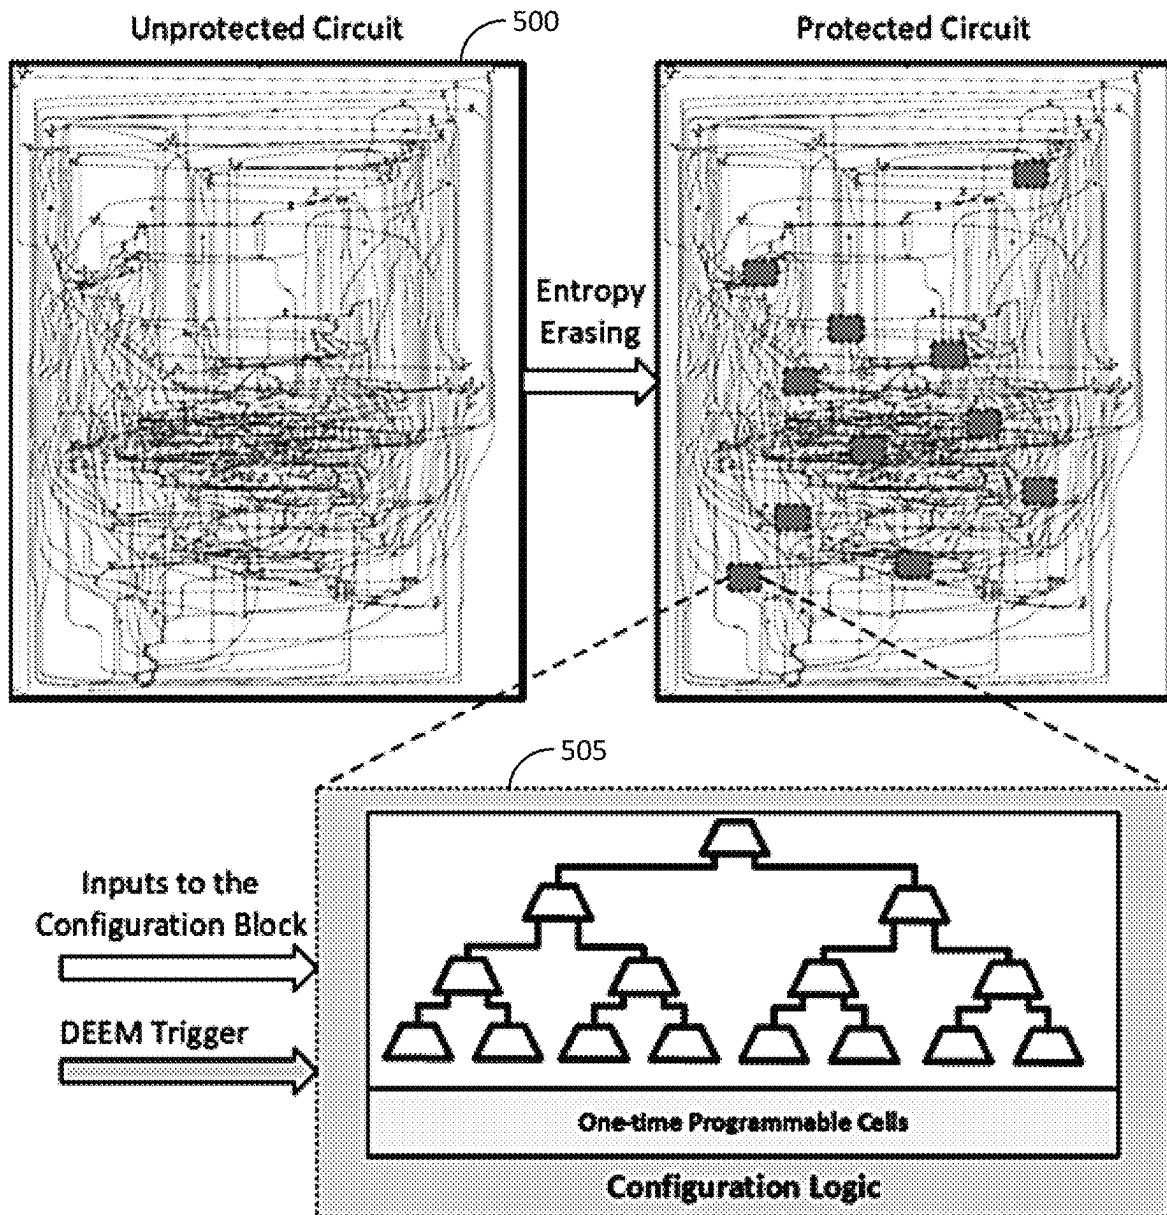 Unprotected Circuit
500
Protected Circuit
Entropy
Erasing
505
Inputs to the
Configuration Block
DEEM Trigger
One-time Programmable Cells
Configuration Logic